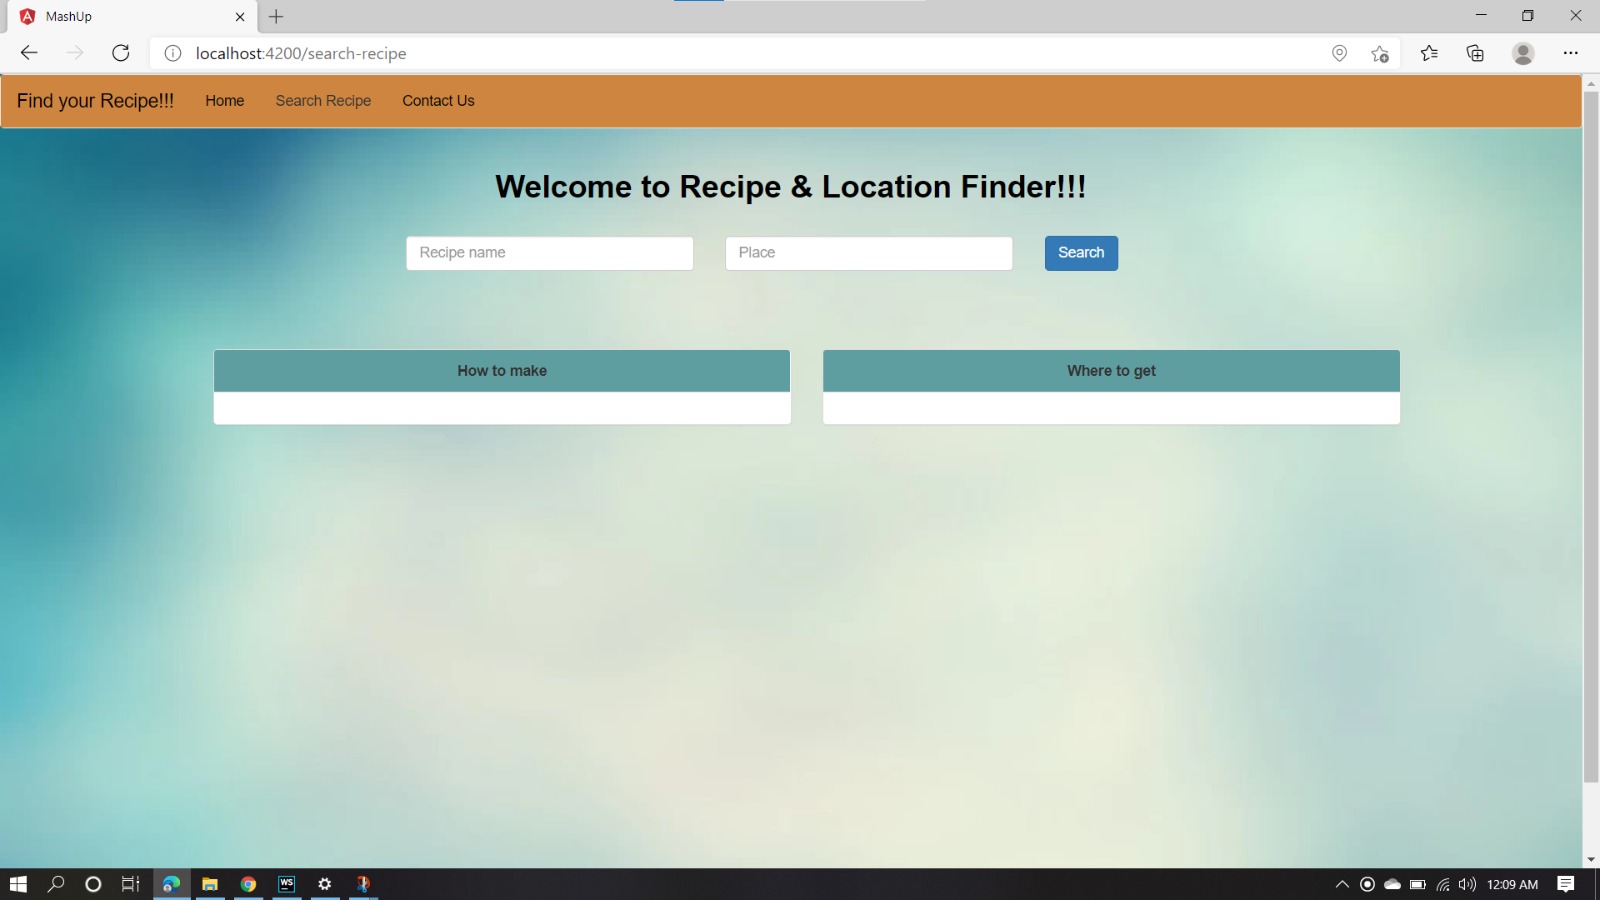 MashUp
localhost:4200/search-recipe
Find your Recipe!!! Home Search Recipe Contact Us
Welcome to Recipe & Location Finder!!!
Recipe name Place Search
How to make Where to get
WS 12:09 AM